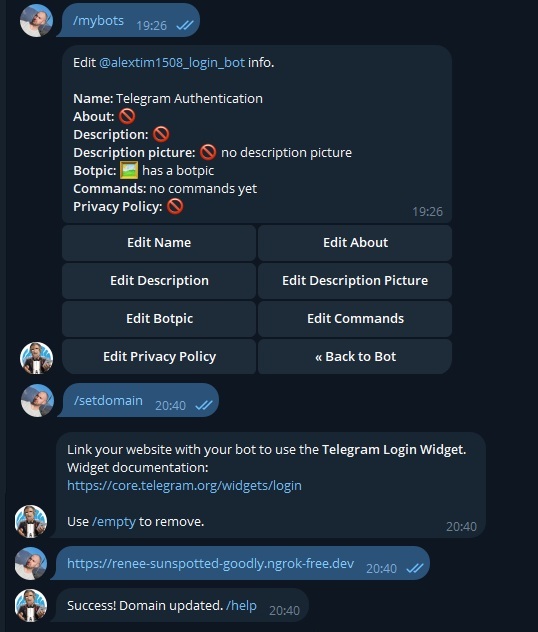 /mybots 19:26
Edit @alextim1508_login_bot info.
Name: Telegram Authentication
About: 🚫
Description: 🚫
Description picture: 🚫 no description picture
Botpic: 🖼 has a botpic
Commands: no commands yet
Privacy Policy: 🚫
19:26
Edit Name
Edit About
Edit Description
Edit Description Picture
Edit Botpic
Edit Commands
Edit Privacy Policy
« Back to Bot
/setdomain 20:40
Link your website with your bot to use the Telegram Login Widget.
Widget documentation:
https://core.telegram.org/widgets/login
Use /empty to remove.
20:40
https://renee-sunspotted-goodly.ngrok-free.dev 20:40
Success! Domain updated. /help 20:40